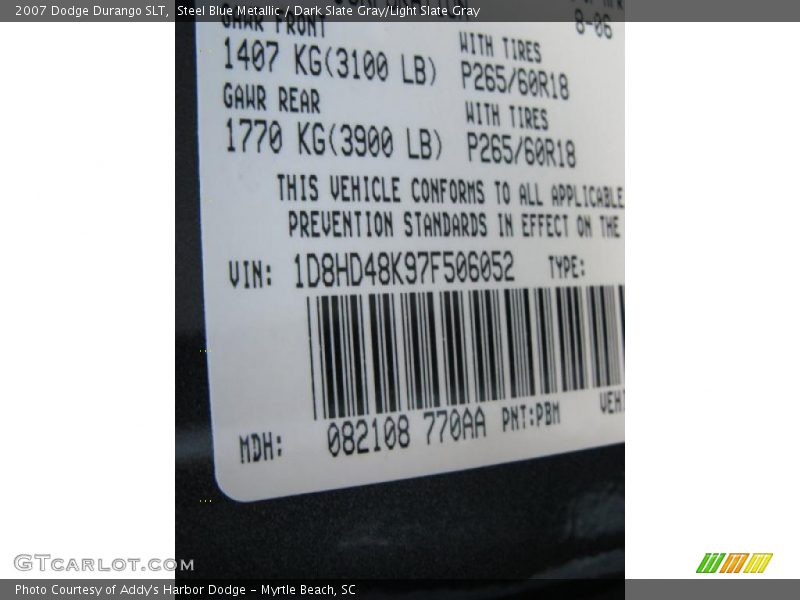 2007 Dodge Durango SLT, Steel Blue Metallic / Dark Slate Gray/Light Slate Gray
8-06
GAWR FRONT
WITH TIRES
1407 KG(3100 LB) P265/60R18
GAWR REAR WITH TIRES
1770 KG(3900 LB) P265/60R18
THIS VEHICLE CONFORMS TO ALL APPLICABLE
PREVENTION STANDARDS IN EFFECT ON THE
VIN: 1D8HD48K97F506052 TYPE:
MDH: 082108 770AA PNT:PBM VEHI
GTCARLOT.COM
Photo Courtesy of Addy's Harbor Dodge - Myrtle Beach, SC